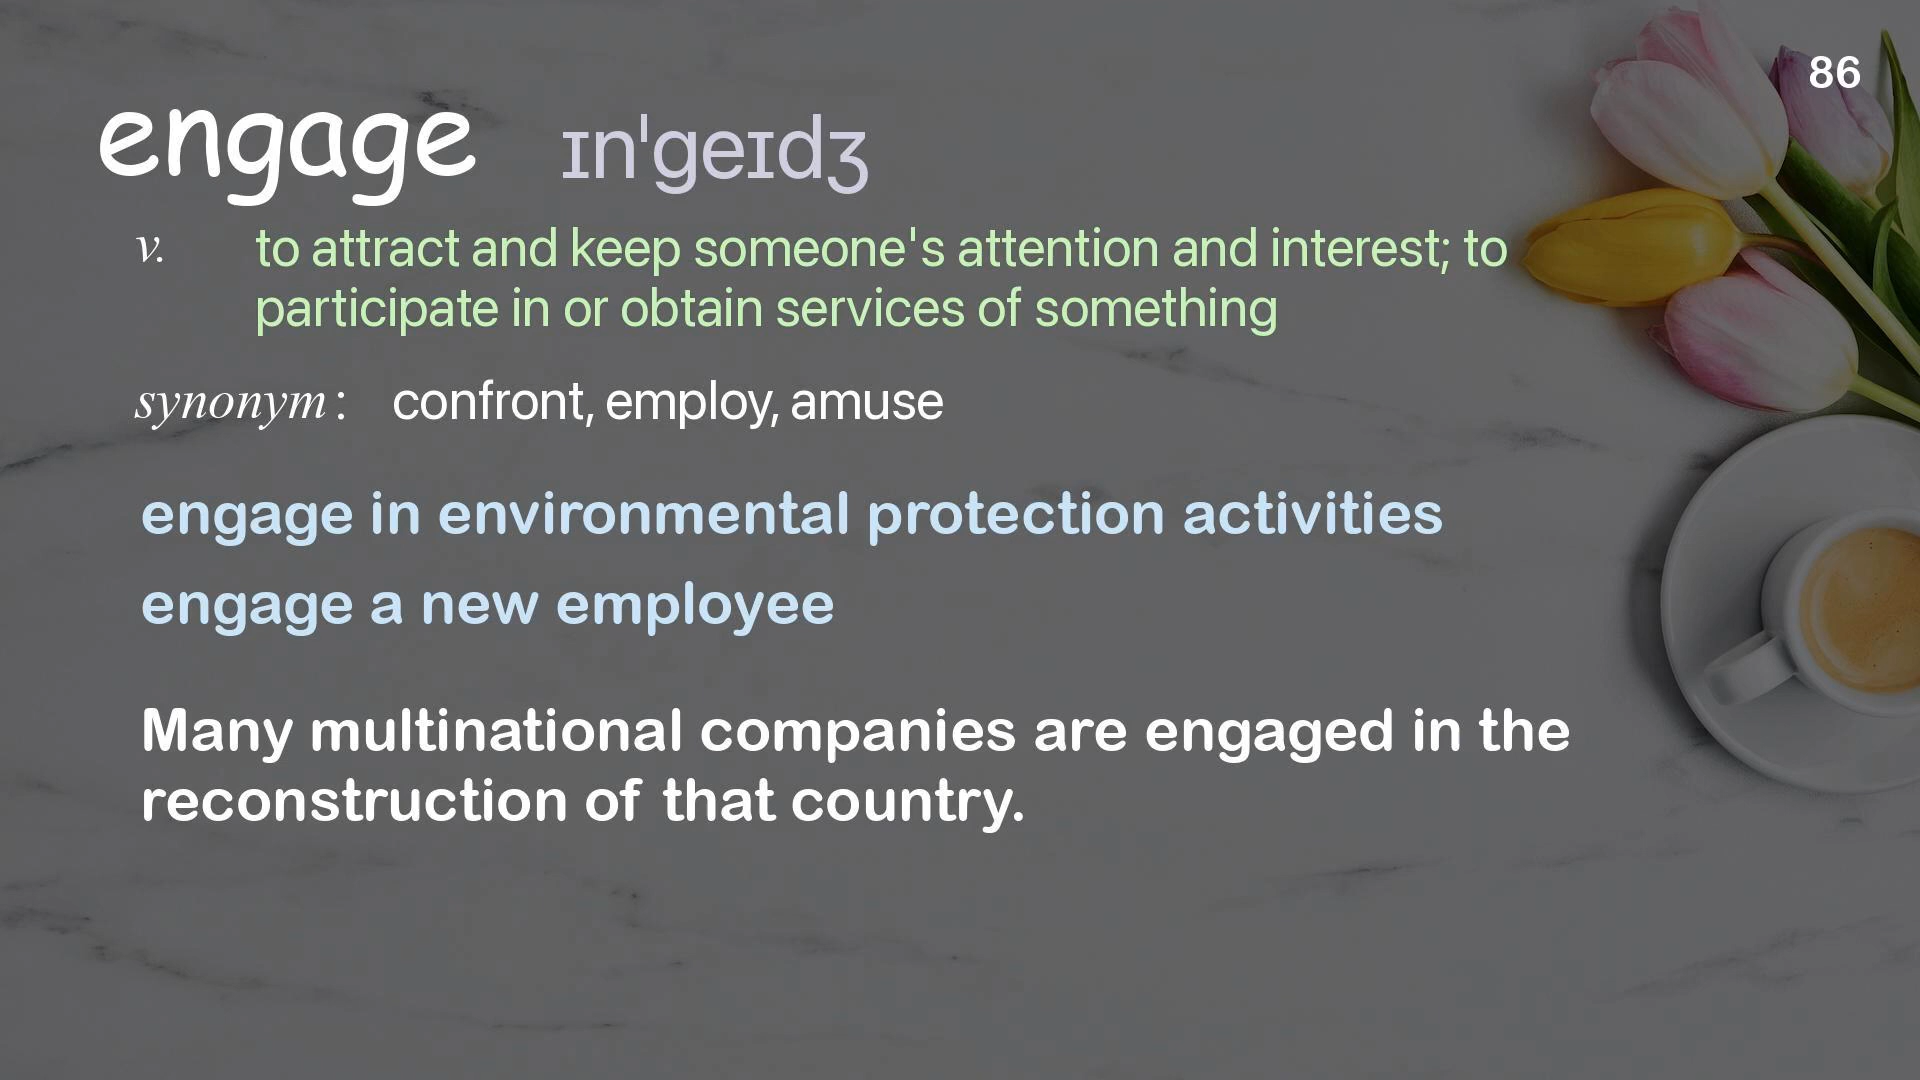 86
engage ɪnˈgeɪdʒ
v. to attract and keep someone's attention and interest; to
participate in or obtain services of something
synonym: confront, employ, amuse
engage in environmental protection activities
engage a new employee
Many multinational companies are engaged in the
reconstruction of that country.